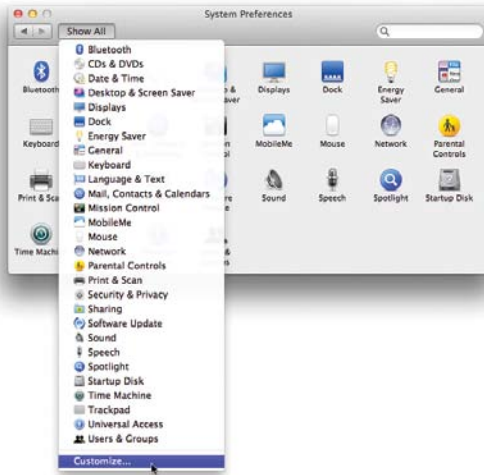 System Preferences
Show All
Bluetooth
CDs & DVDs
Date & Time
Desktop & Screen Saver
Displays
Dock
Energy Saver
General
Keyboard
Language & Text
Mail, Contacts & Calendars
Mission Control
MobileMe
Mouse
Network
Parental Controls
Print & Scan
Security & Privacy
Sharing
Software Update
Sound
Speech
Spotlight
Startup Disk
Time Machine
Trackpad
Universal Access
Users & Groups
Customize...
Bluetooth
Displays
Dock
Energy
Saver
General
Keyboard
MobileMe
Mouse
Network
Parental
Controls
Print & Sca
Sound
Speech
Spotlight
Startup Disk
Time Machi